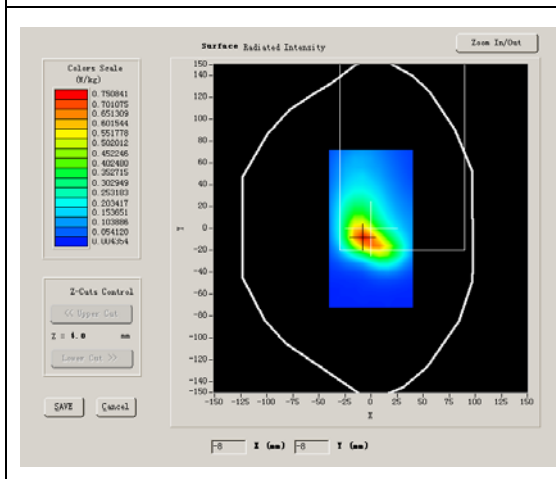 Surface Radiated Intensity
Zoom In/Out
Colors Scale
(W/kg)
0.750841
0.701075
0.651309
0.601544
0.551778
0.502012
0.452246
0.402480
0.352715
0.302949
0.253183
0.203417
0.153651
0.103886
0.054120
0.004354
150
140
120
100
80
60
40
20
0
-20
-40
-60
-80
-100
-120
-140
-150
Y
-150 -125 -100 -75 -50 -25 0 25 50 75 100 125 150
X
Z-Cuts Control
<< Upper Cut
Z = 4.0 mm
Lower Cut >>
SAVE Cancel
-8 X (mm) -8 Y (mm)